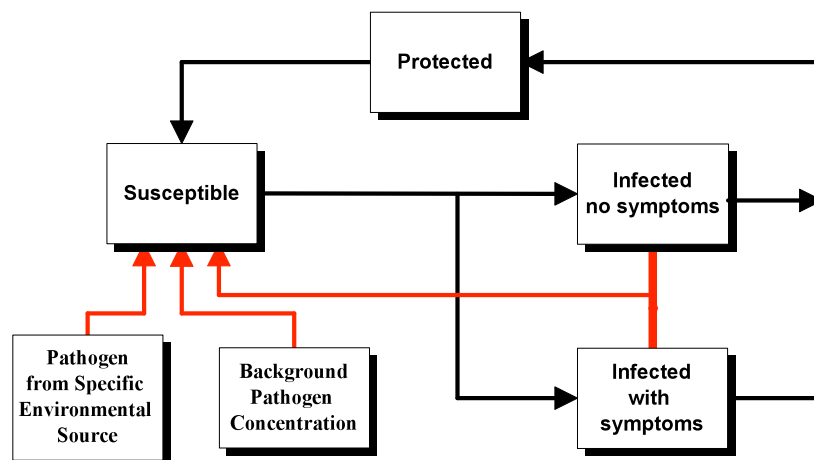 Protected
Susceptible
Infected
no symptoms
Pathogen
from Specific
Environmental
Source
Background
Pathogen
Concentration
Infected
with
symptoms